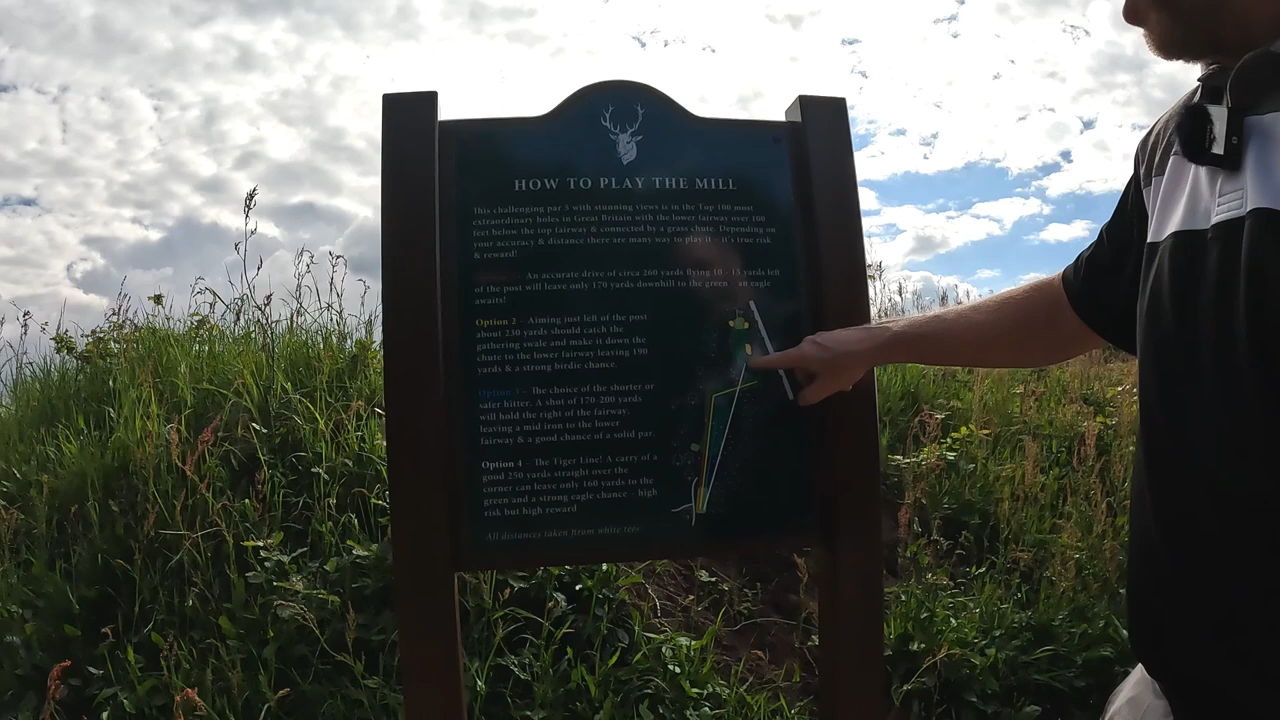 HOW TO PLAY THE MILL
This challenging par 5 with stunning views is in the Top 100 most
extraordinary holes in Great Britain with the lower fairway over 100
feet below the top fairway & connected by a grass chute. Depending on
your accuracy & distance there are many way to play it - it's true risk
& reward!
- An accurate drive of circa 260 yards flying 10 - 15 yards left
of the post will leave only 170 yards downhill to the green - an eagle
awaits!
Option 2 - Aiming just left of the post
about 230 yards should catch the
gathering swale and make it down the
chute to the lower fairway leaving 190
yards & a strong birdie chance.
Option 3 - The choice of the shorter or
safer hitter. A shot of 170-200 yards
will hold the right of the fairway,
leaving a mid iron to the lower
fairway & a good chance of a solid par.
Option 4 - The Tiger Line! A carry of a
good 250 yards straight over the
corner can leave only 160 yards to the
green and a strong eagle chance - high
risk but high reward
All distances taken from white tees